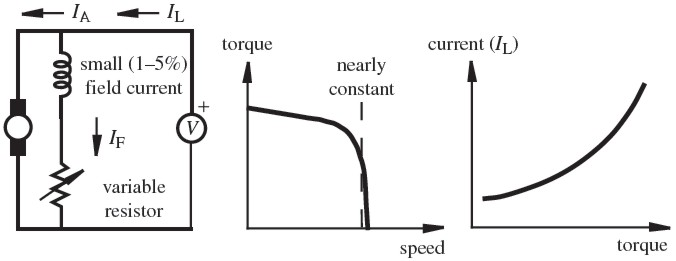 I_A
I_L
small (1–5%)
field current
+
V
I_F
variable
resistor
torque
nearly
constant
speed
current (I_L)
torque